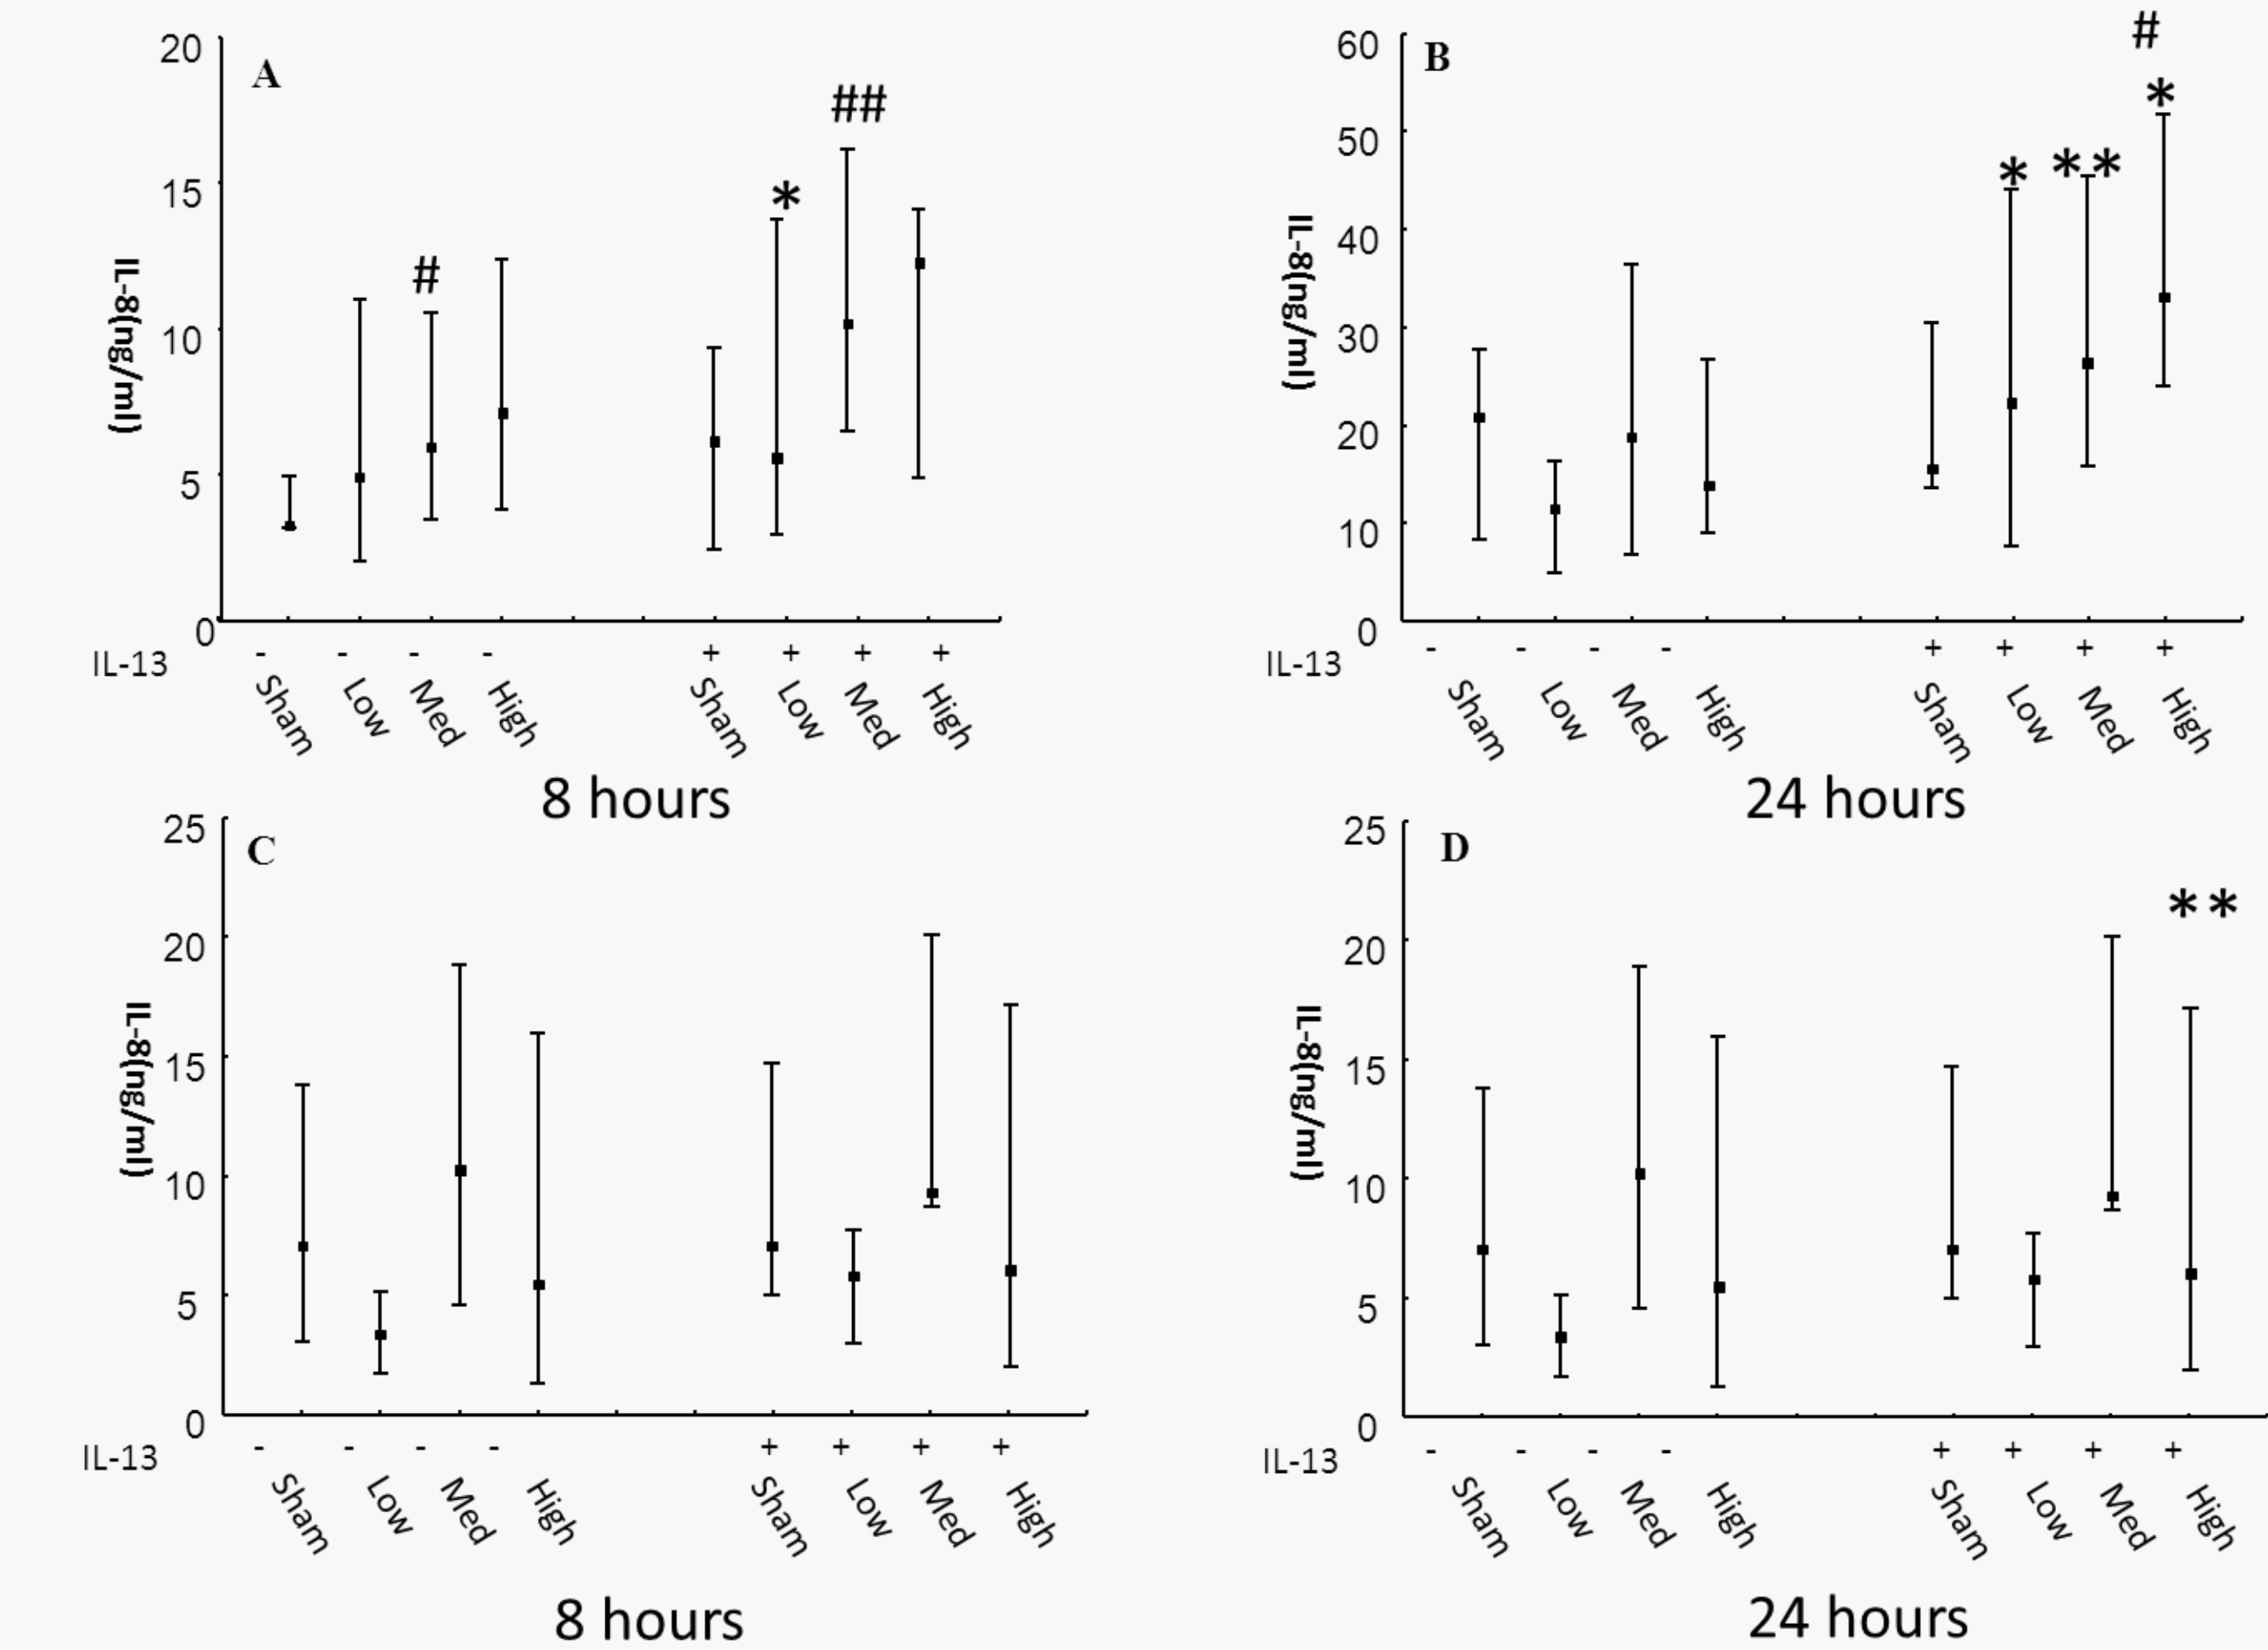 A
20
15
10
5
0
IL-8(ng/ml)
##
*
#
IL-13 - - - - + + + +
Sham Low Med High Sham Low Med High
8 hours
B
60
50
40
30
20
10
0
IL-8(ng/ml)
#
*
* **
IL-13 - - - - + + + +
Sham Low Med High Sham Low Med High
24 hours
C
25
20
15
10
5
0
IL-8(ng/ml)
IL-13 - - - - + + + +
Sham Low Med High Sham Low Med High
8 hours
D
25
20
15
10
5
0
IL-8(ng/ml)
**
IL-13 - - - - + + + +
Sham Low Med High Sham Low Med High
24 hours